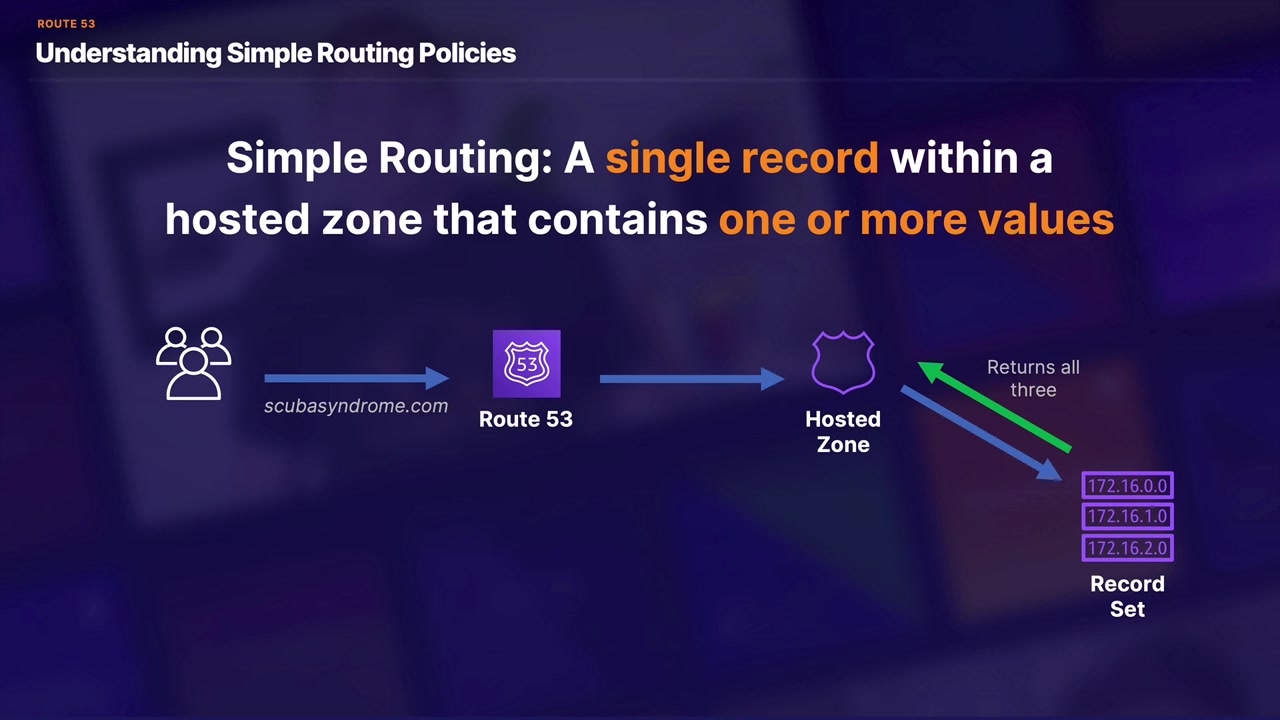 ROUTE 53
Understanding Simple Routing Policies
Simple Routing: A single record within a
hosted zone that contains one or more values
scubasyndrome.com
53
Route 53
Hosted
Zone
Returns all
three
172.16.0.0
172.16.1.0
172.16.2.0
Record
Set